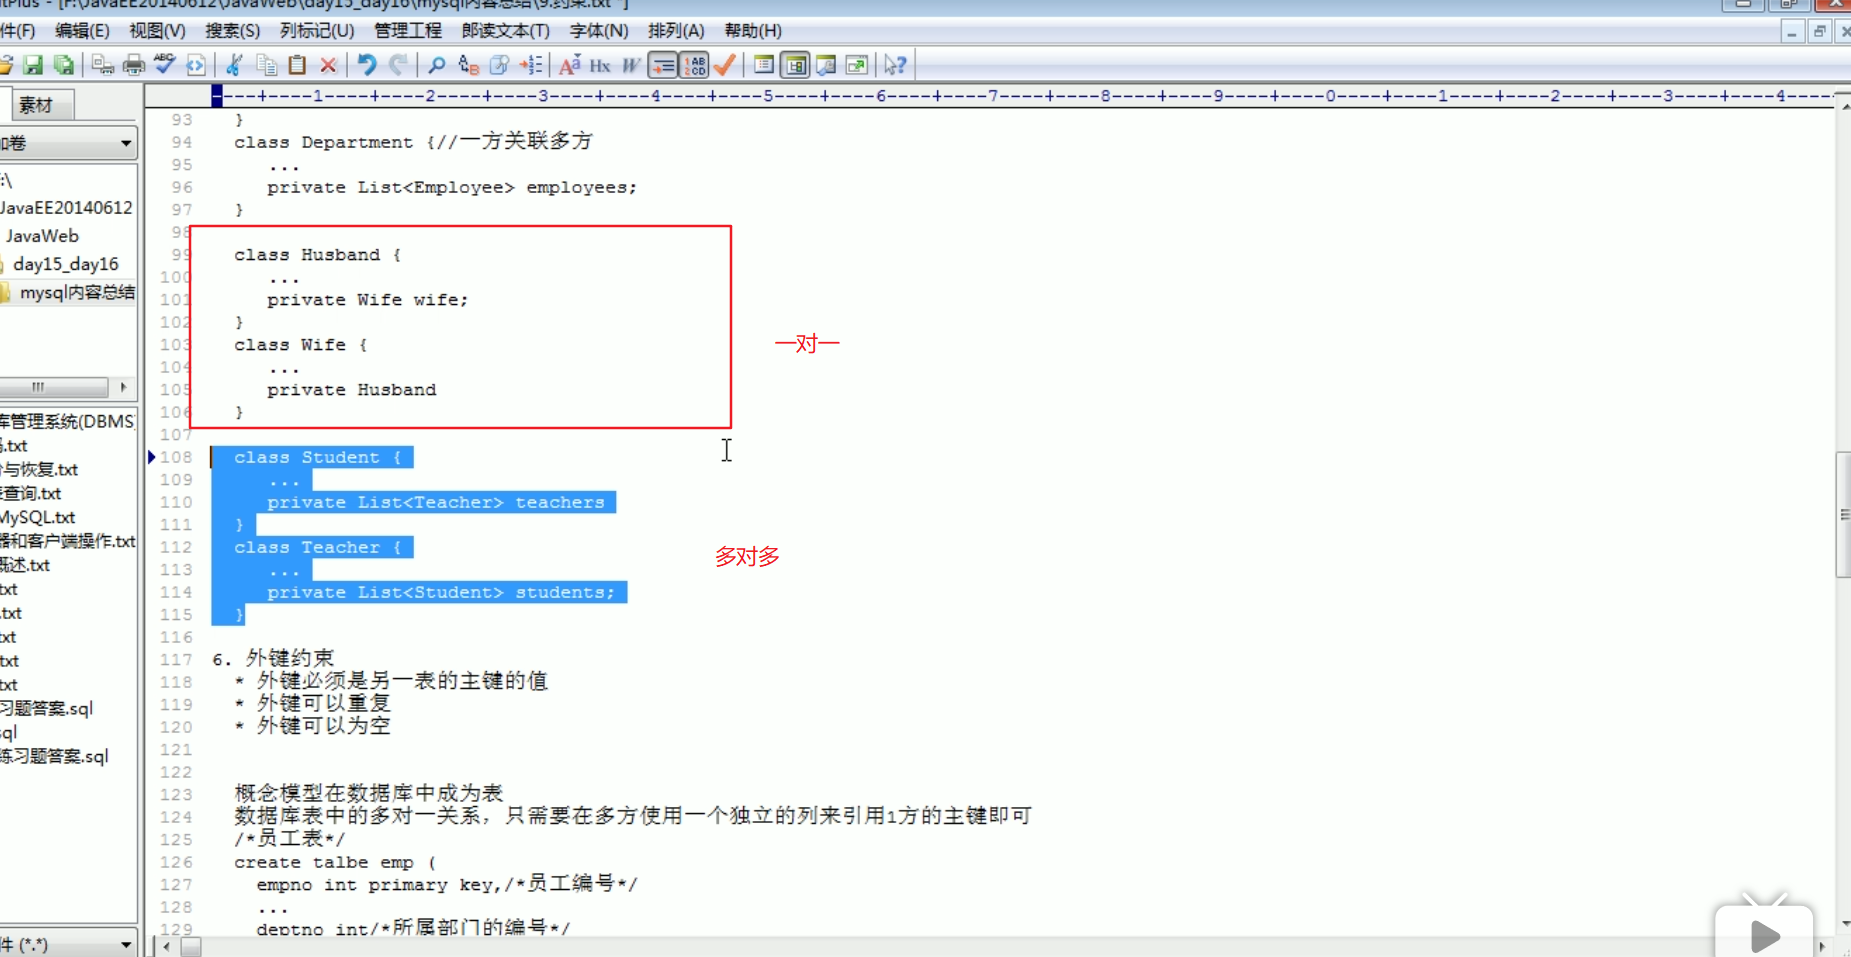 itPlus - [F:\JavaEE20140612\JavaWeb\day15_day16\mysql内容总结\9.约束.txt *]
件(F) 编辑(E) 视图(V) 搜索(S) 列标记(U) 管理工程 郎读文本(T) 字体(N) 排列(A) 帮助(H)
素材
----+----1----+----2----+----3----+----4----+----5----+----6----+----7----+----8----+----9----+----0----+----1----+----2----+----3----+----4-----
加卷
:\
JavaEE20140612
JavaWeb
day15_day16
mysql内容总结
库管理系统(DBMS)
.txt
与恢复.txt
查询.txt
MySQL.txt
器和客户端操作.txt
概述.txt
txt
.txt
txt
txt
txt
习题答案.sql
sql
练习题答案.sql
件 (*.*)
93 }
94 class Department {//一方关联多方
95 ...
96 private List<Employee> employees;
97 }
98
99 class Husband {
100 ...
101 private Wife wife;
102 }
103 class Wife {
104 ...
105 private Husband
106 }
一对一
107
108 class Student {
109 ...
110 private List<Teacher> teachers
111 }
112 class Teacher {
113 ...
114 private List<Student> students;
115 }
多对多
116
117 6. 外键约束
118 * 外键必须是另一表的主键的值
119 * 外键可以重复
120 * 外键可以为空
121
122
123 概念模型在数据库中成为表
124 数据库表中的多对一关系，只需要在多方使用一个独立的列来引用1方的主键即可
125 /*员工表*/
126 create talbe emp (
127 empno int primary key,/*员工编号*/
128 ...
129 deptno int/*所属部门的编号*/